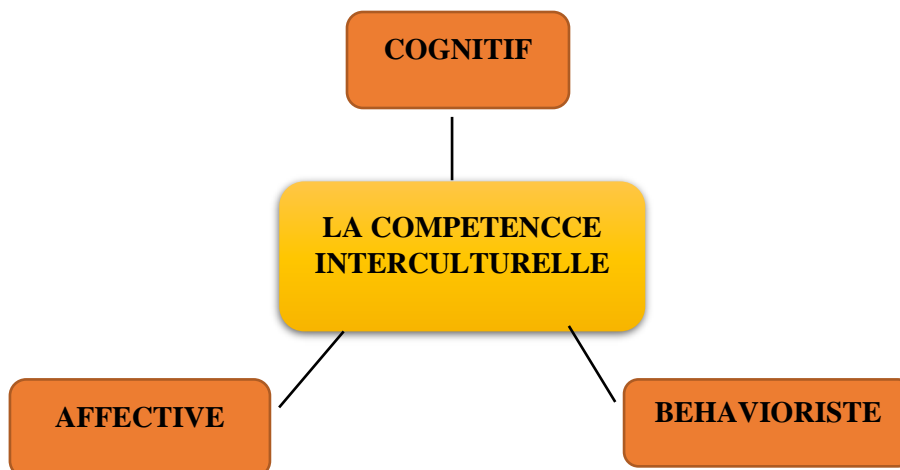 COGNITIF
LA COMPETENCCE
INTERCULTURELLE
AFFECTIVE
BEHAVIORISTE